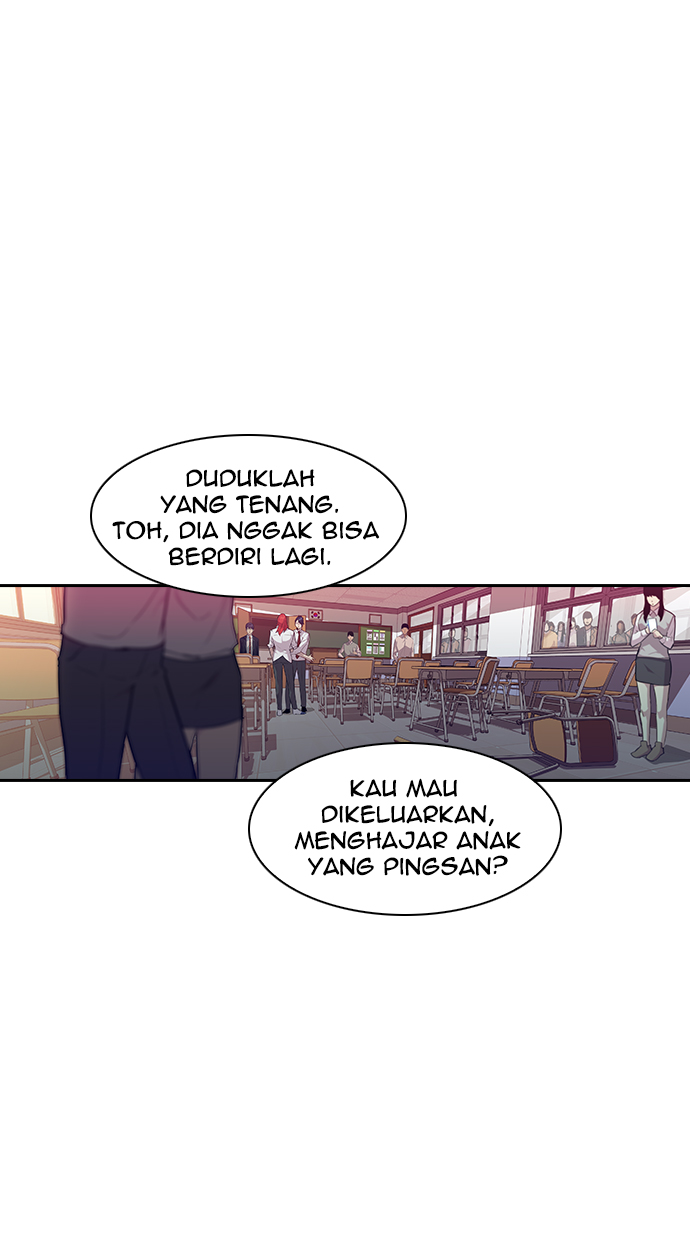 DUDUKLAH
YANG TENANG.
TOH, DIA NGGAK BISA
BERDIRI LAGI.
KAU MAU
DIKELUARKAN,
MENGHAJAR ANAK
YANG PINGSAN?